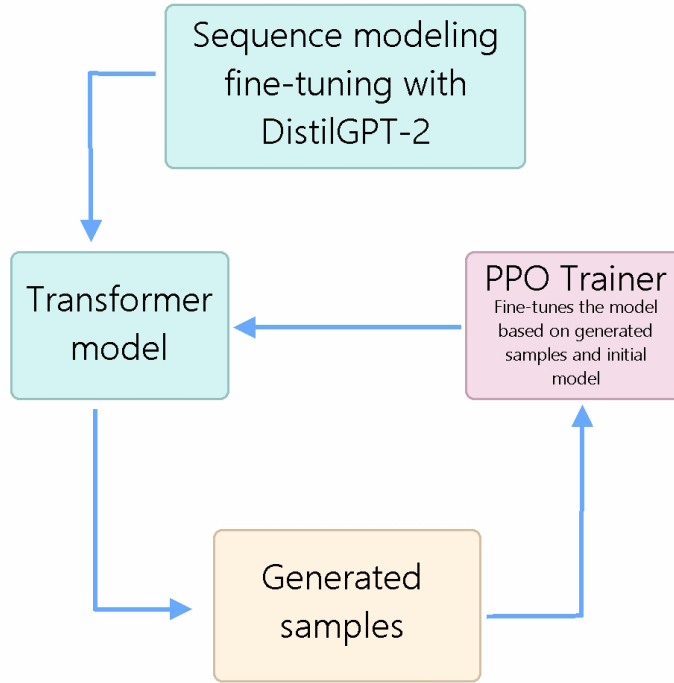 Sequence modeling
fine-tuning with
DistilGPT-2
Transformer
model
PPO Trainer
Fine-tunes the model
based on generated
samples and initial
model
Generated
samples